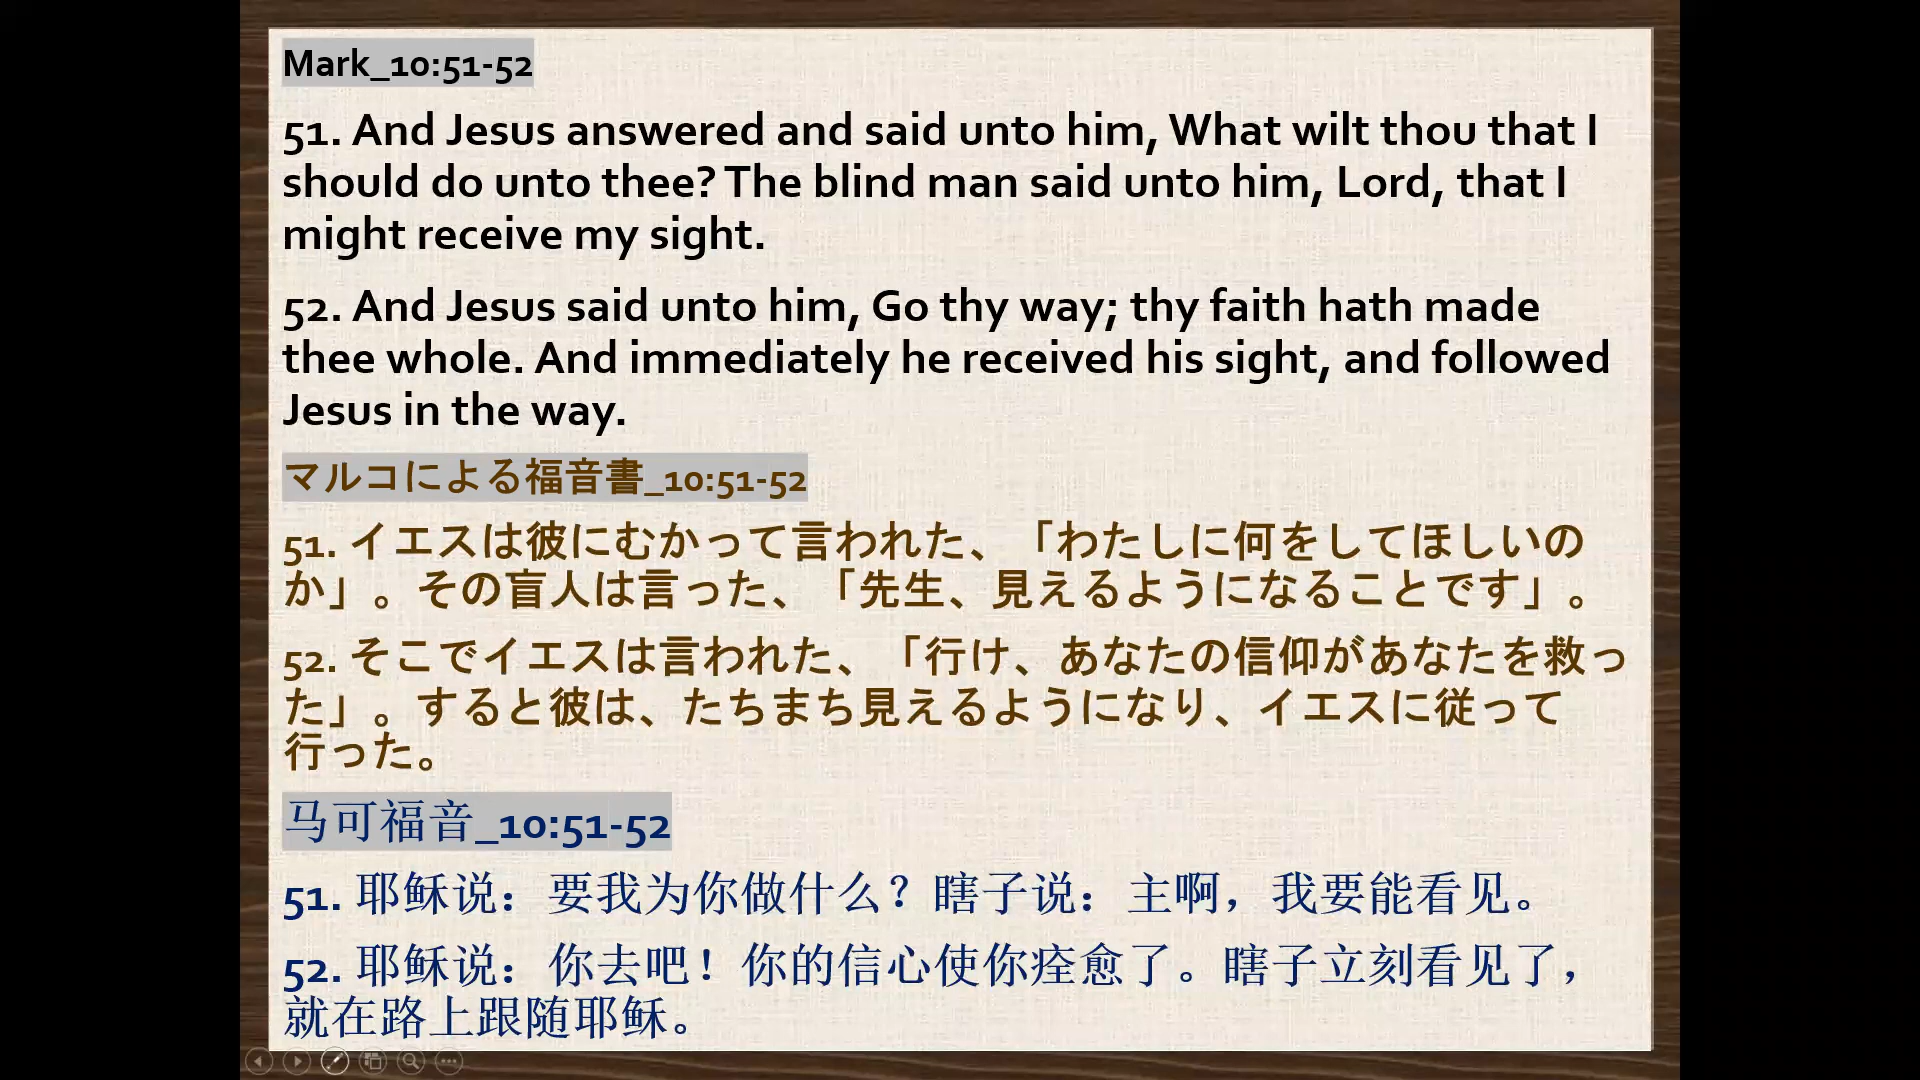 Mark_10:51-52
51. And Jesus answered and said unto him, What wilt thou that I
should do unto thee? The blind man said unto him, Lord, that I
might receive my sight.
52. And Jesus said unto him, Go thy way; thy faith hath made
thee whole. And immediately he received his sight, and followed
Jesus in the way.
マルコによる福音書_10:51-52
51. イエスは彼にむかって言われた、「わたしに何をしてほしいの
か」。その盲人は言った、「先生、見えるようになることです」。
52. そこでイエスは言われた、「行け、あなたの信仰があなたを救っ
た」。すると彼は、たちまち見えるようになり、イエスに従って
行った。
马可福音_10:51-52
51. 耶稣说：要我为你做什么？瞎子说：主啊，我要能看见。
52. 耶稣说：你去吧！你的信心使你痊愈了。瞎子立刻看见了，
就在路上跟随耶稣。